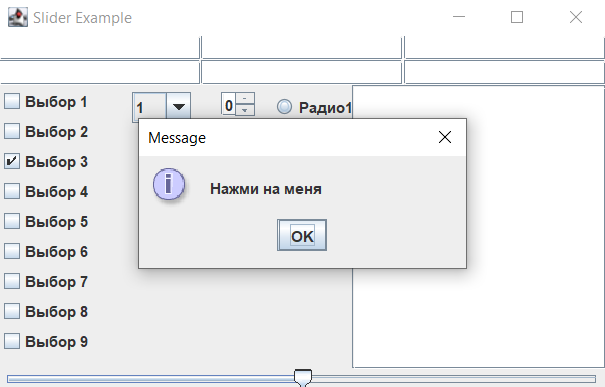 Slider Example
Выбор 1
1
0
Радио1
Выбор 2
Message
Выбор 3
Нажми на меня
Выбор 4
Выбор 5
OK
Выбор 6
Выбор 7
Выбор 8
Выбор 9